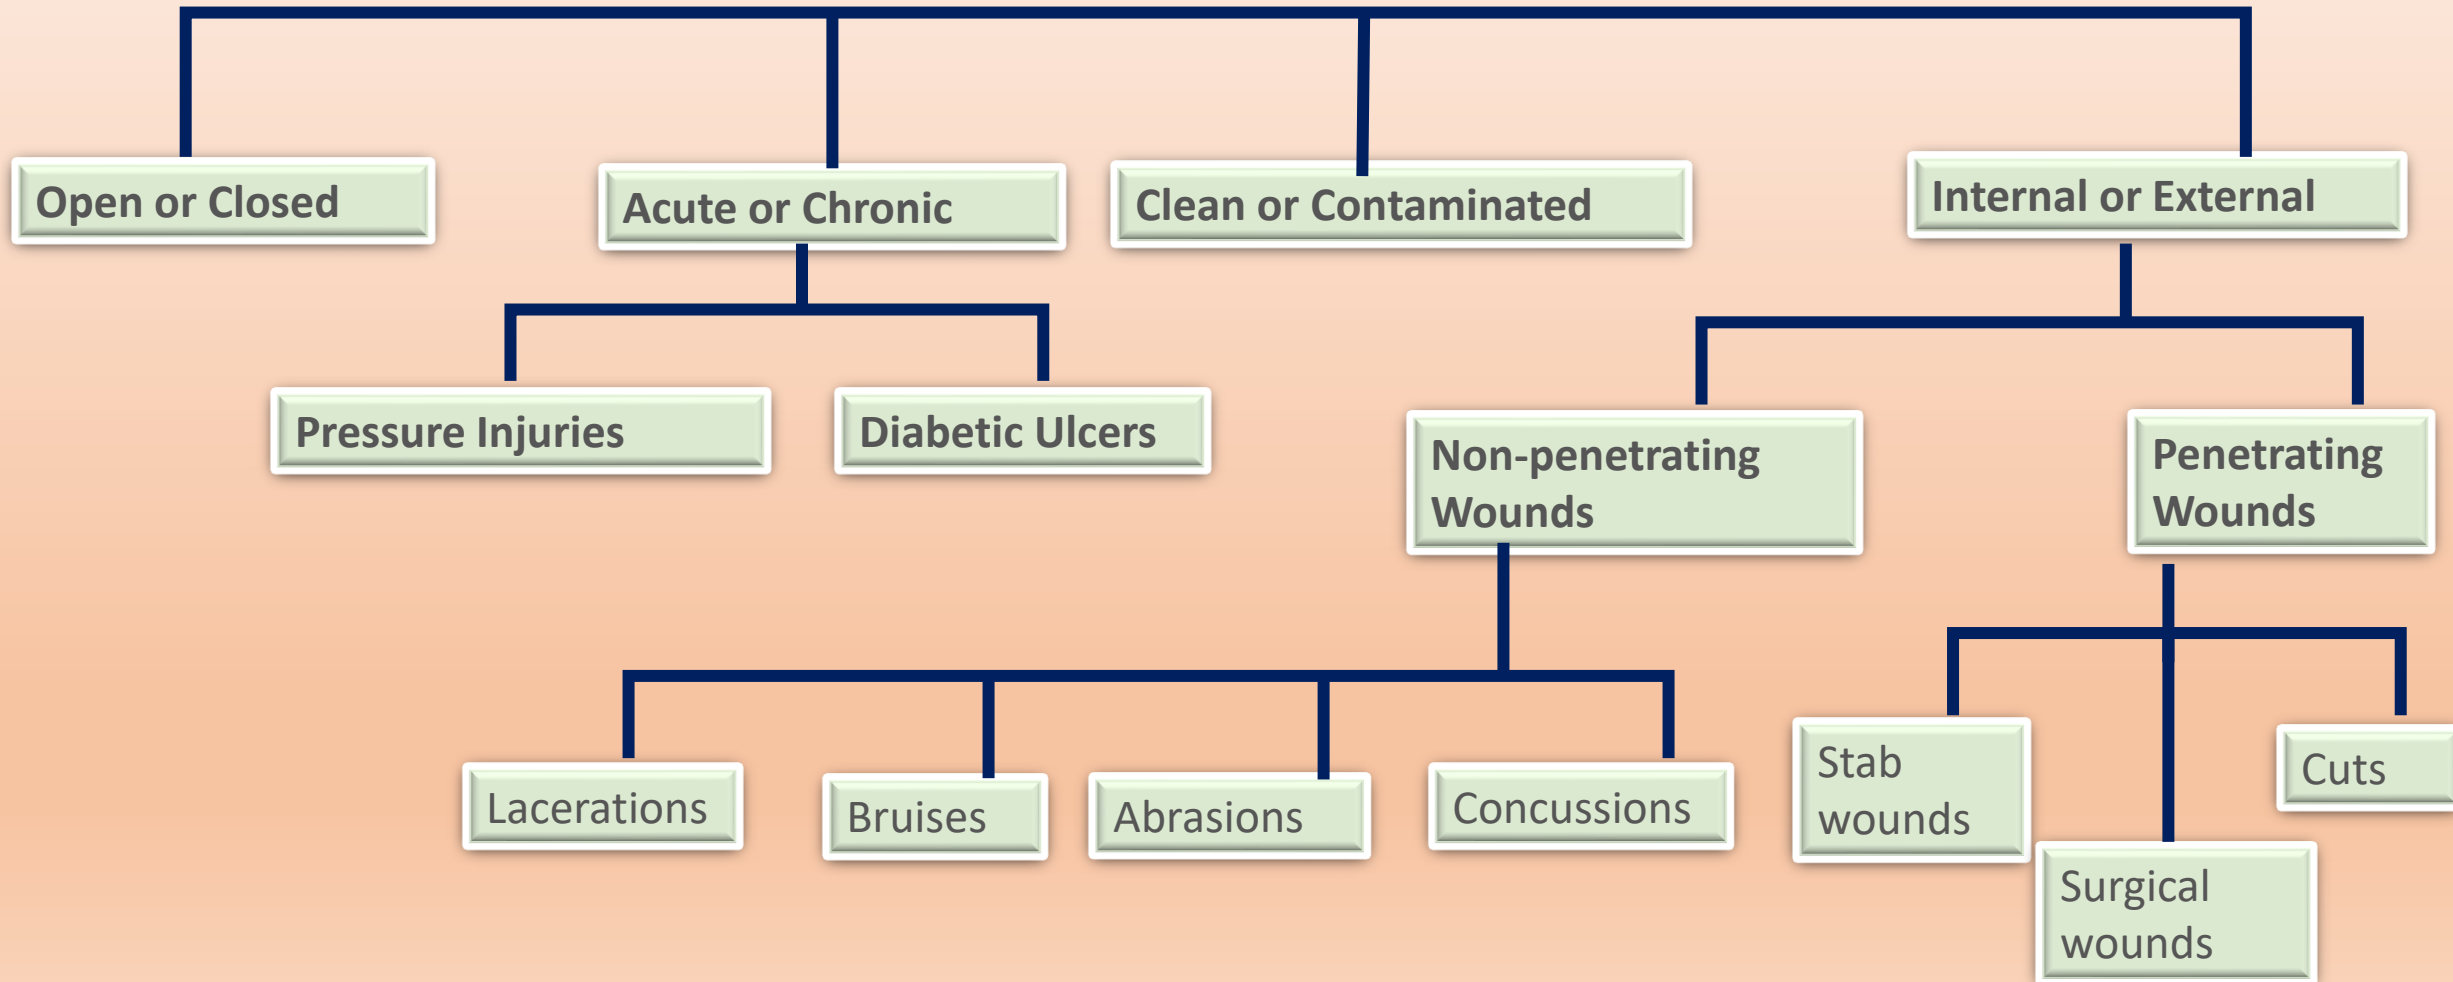 Open or Closed
Acute or Chronic
Clean or Contaminated
Internal or External
Pressure Injuries
Diabetic Ulcers
Non-penetrating
Wounds
Penetrating
Wounds
Lacerations
Bruises
Abrasions
Concussions
Stab
wounds
Surgical
wounds
Cuts